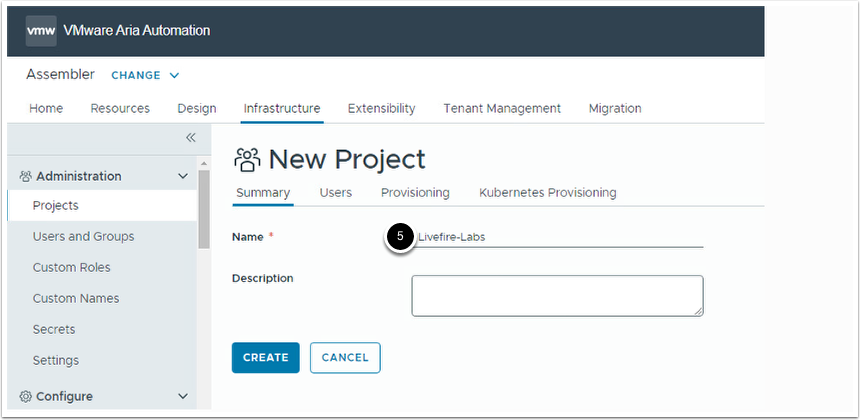 vmw VMware Aria Automation
Assembler CHANGE
Home Resources Design Infrastructure Extensibility Tenant Management Migration
Administration
Projects
Users and Groups
Custom Roles
Custom Names
Secrets
Settings
Configure
New Project
Summary Users Provisioning Kubernetes Provisioning
Name * 5 Livefire-Labs
Description
CREATE CANCEL